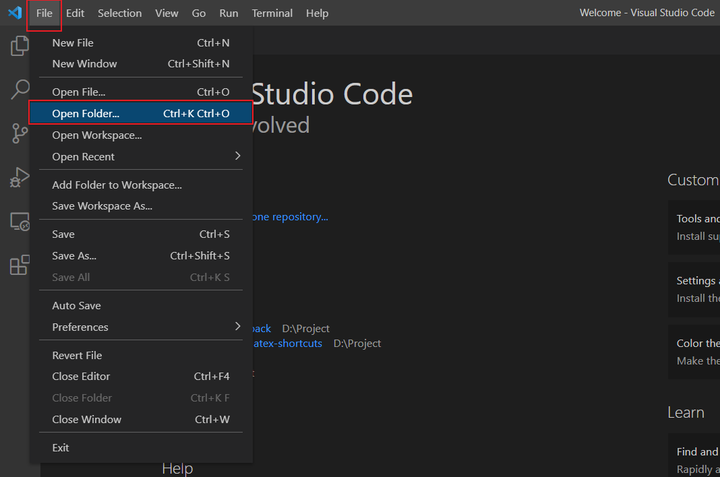 File Edit Selection View Go Run Terminal Help Welcome - Visual Studio Code
New File Ctrl+N
New Window Ctrl+Shift+N
Open File... Ctrl+O
Open Folder... Ctrl+K Ctrl+O
Open Workspace...
Open Recent
Add Folder to Workspace...
Save Workspace As...
Save Ctrl+S
Save As... Ctrl+Shift+S
Save All Ctrl+K S
Auto Save
Preferences
Revert File
Close Editor Ctrl+F4
Close Folder Ctrl+K F
Close Window Ctrl+W
Exit
Studio Code
volved
one repository...
back D:\Project
atex-shortcuts D:\Project
Help
Custom
Tools and
Install su
Settings a
Install the
Color the
Make the
Learn
Find and
Rapidly a